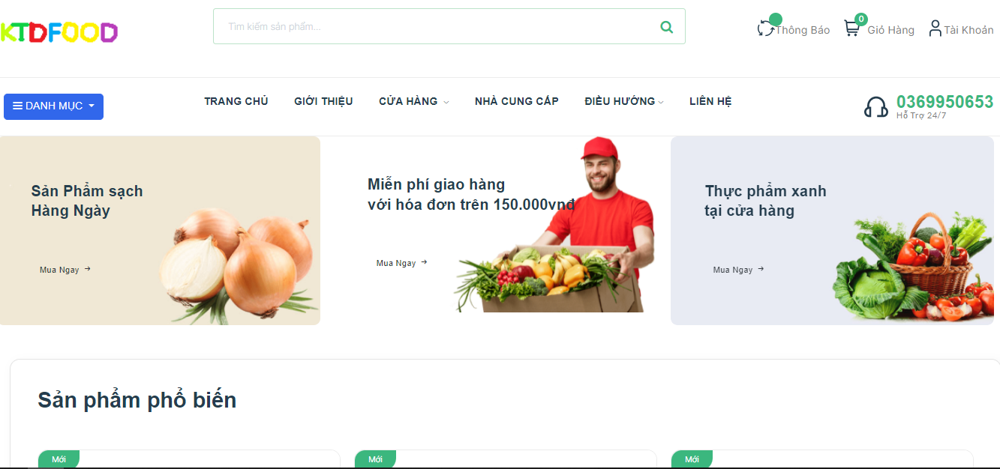 KTDFOOD
Tìm kiếm sản phẩm...
Thông Báo
0
Giỏ Hàng
Tài Khoản
DANH MỤC
TRANG CHỦ
GIỚI THIỆU
CỬA HÀNG
NHÀ CUNG CẤP
ĐIỀU HƯỚNG
LIÊN HỆ
0369950653
Hỗ Trợ 24/7
Sản Phẩm sạch
Hàng Ngày
Mua Ngay
Miễn phí giao hàng
với hóa đơn trên 150.000vnđ
Mua Ngay
Thực phẩm xanh
tại cửa hàng
Mua Ngay
Sản phẩm phổ biến
Mới
Mới
Mới